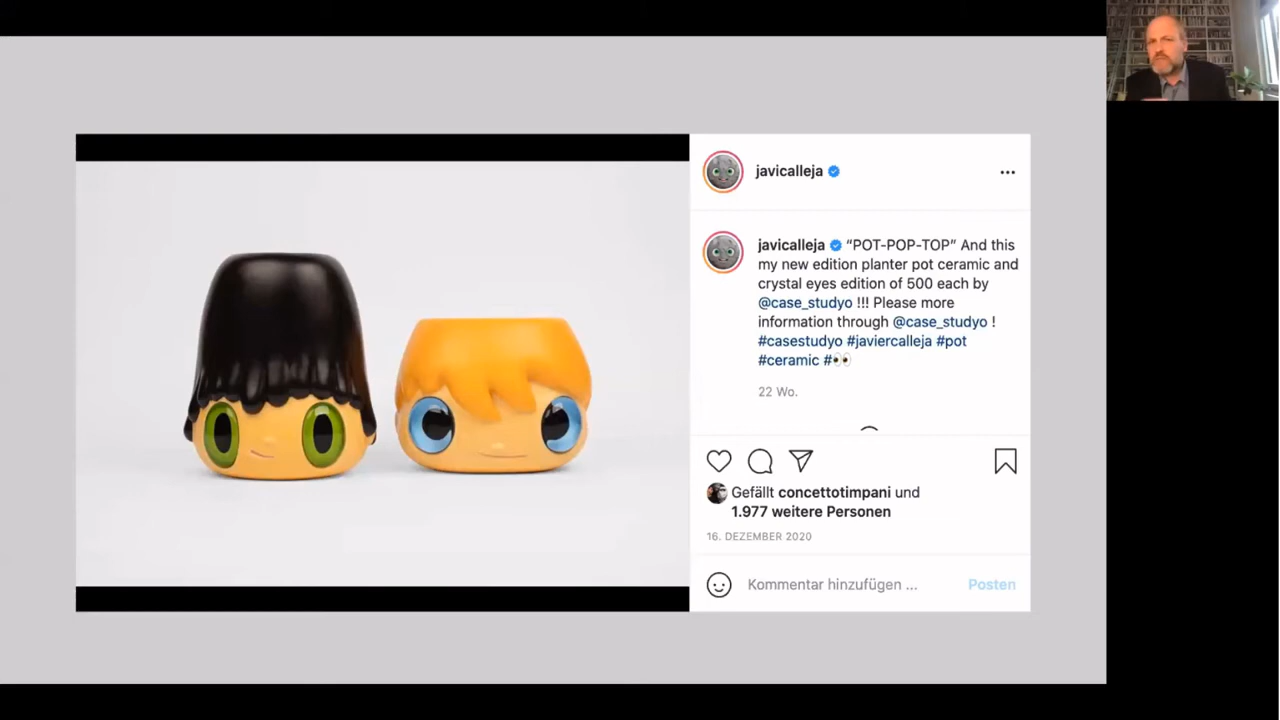 javicalleja
javicalleja “POT-POP-TOP” And this
my new edition planter pot ceramic and
crystal eyes edition of 500 each by
@case_studyo !!! Please more
information through @case_studyo !
#casestudyo #javiercalleja #pot
#ceramic #👀
22 Wo.
Gefällt concettotimpani und
1.977 weitere Personen
16. DEZEMBER 2020
Kommentar hinzufügen ...
Posten